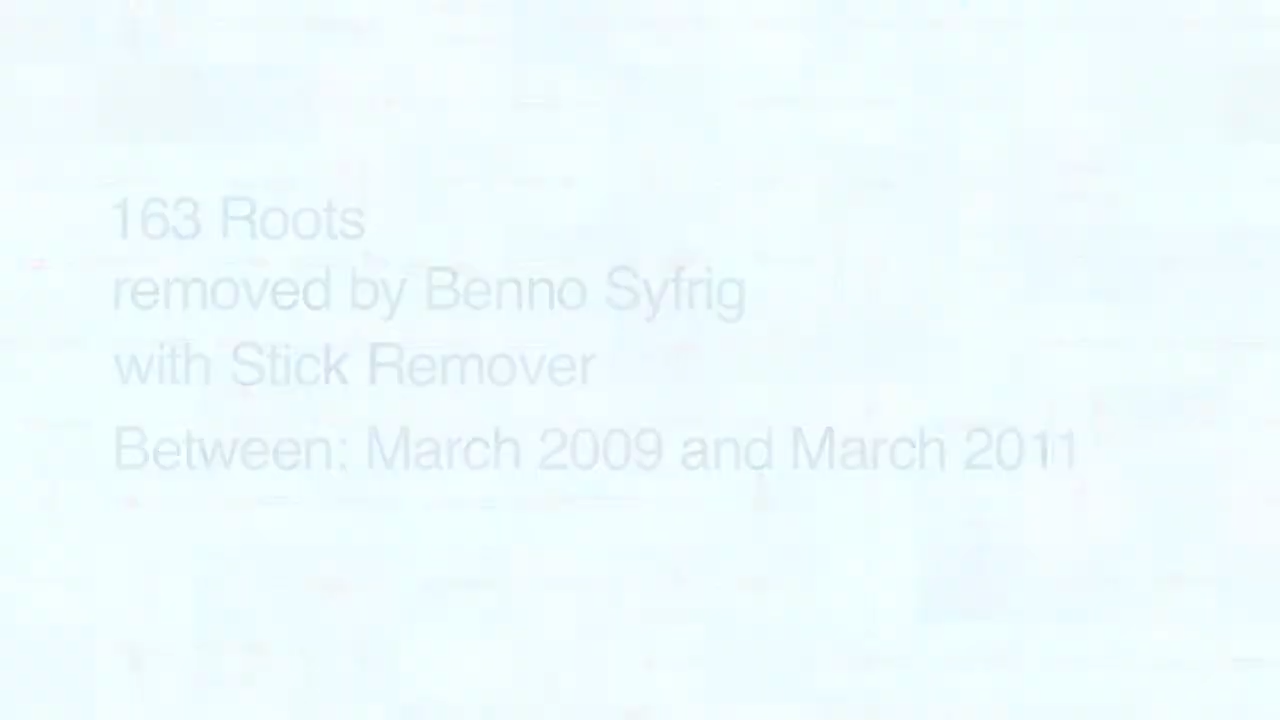 163 Roots
removed by Benno Syfrig
with Stick Remover
Between: March 2009 and March 2011